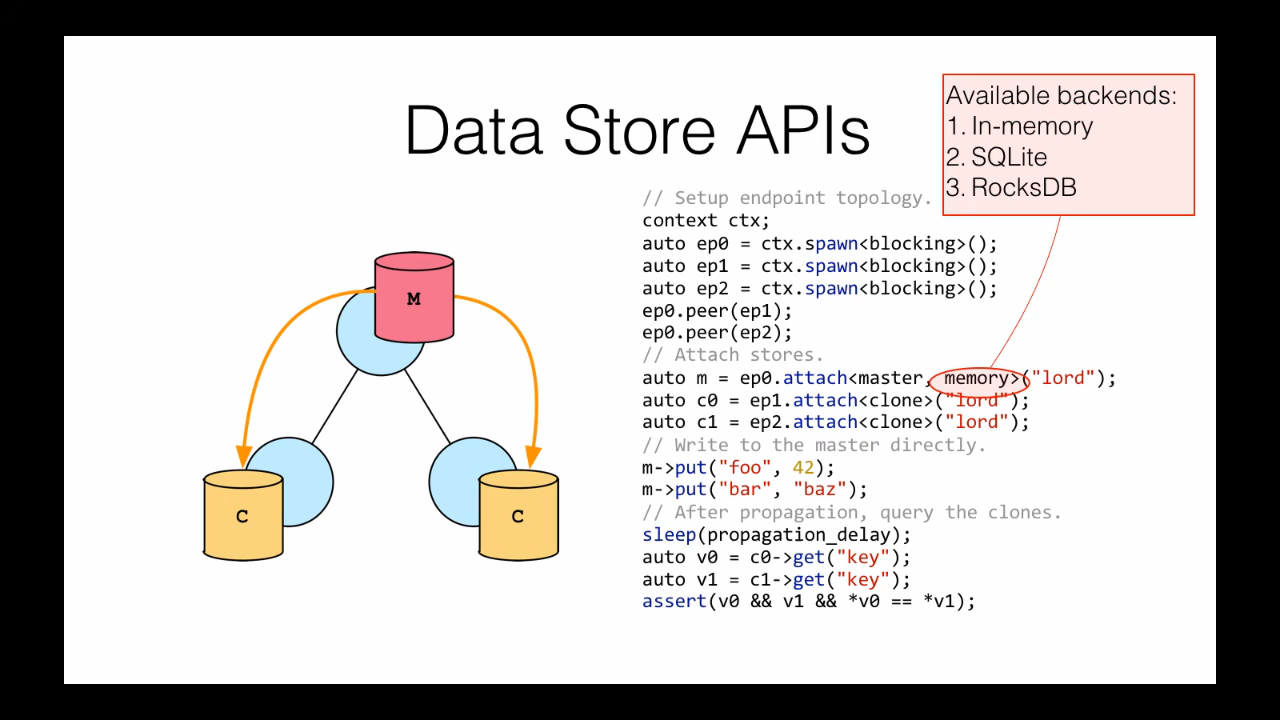 Data Store APIs
Available backends:
1. In-memory
2. SQLite
3. RocksDB
M
C
C
// Setup endpoint topology.
context ctx;
auto ep0 = ctx.spawn<blocking>();
auto ep1 = ctx.spawn<blocking>();
auto ep2 = ctx.spawn<blocking>();
ep0.peer(ep1);
ep0.peer(ep2);
// Attach stores.
auto m = ep0.attach<master, memory>("lord");
auto c0 = ep1.attach<clone>("lord");
auto c1 = ep2.attach<clone>("lord");
// Write to the master directly.
m->put("foo", 42);
m->put("bar", "baz");
// After propagation, query the clones.
sleep(propagation_delay);
auto v0 = c0->get("key");
auto v1 = c1->get("key");
assert(v0 && v1 && *v0 == *v1);